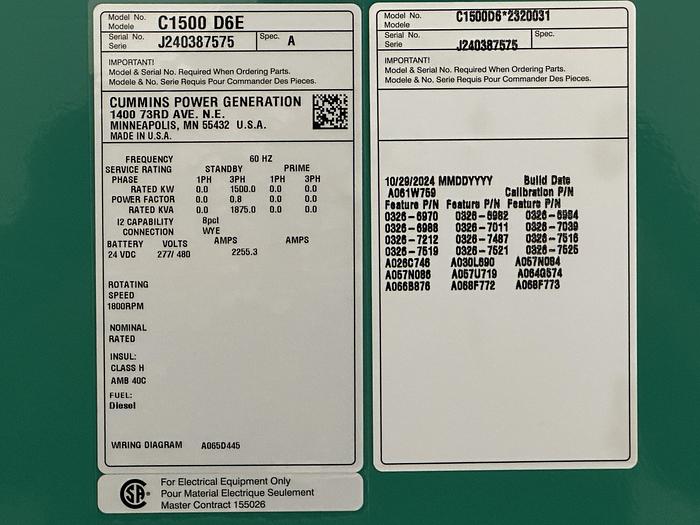 Model No.
Modele
C1500 D6E
Serial No.
Serie
J240387575
Spec.
A
IMPORTANT!
Model & Serial No. Required When Ordering Parts.
Modele & No. Serie Requis Pour Commander Des Pieces.
CUMMINS POWER GENERATION
1400 73RD AVE. N.E.
MINNEAPOLIS, MN 55432 U.S.A.
MADE IN U.S.A.
FREQUENCY 60 HZ
SERVICE RATING STANDBY PRIME
PHASE 1PH 3PH 1PH 3PH
RATED KW 0.0 1500.0 0.0 0.0
POWER FACTOR 0.0 0.8 0.0 0.0
RATED KVA 0.0 1875.0 0.0 0.0
I2 CAPABILITY 8pct
CONNECTION WYE
BATTERY VOLTS AMPS AMPS
24 VDC 277/ 480 2255.3
ROTATING
SPEED
1800RPM
NOMINAL
RATED
INSUL:
CLASS H
AMB 40C
FUEL:
Diesel
WIRING DIAGRAM A065D445
CSA
For Electrical Equipment Only
Pour Material Electrique Seulement
Master Contract 155026
Model No.
Modele
C1500D6*2320031
Serial No.
Serie
J240387575
Spec.
IMPORTANT!
Model & Serial No. Required When Ordering Parts.
Modele & No. Serie Requis Pour Commander Des Pieces.
10/29/2024 MMDDYYYY Build Date
A061W759 Calibration P/N
Feature P/N Feature P/N Feature P/N
0326-6970 0326-6982 0326-6984
0326-6988 0326-7011 0326-7039
0326-7212 0326-7487 0326-7516
0326-7519 0326-7521 0326-7525
A026C746 A030L690 A057N084
A057N086 A057U719 A064G574
A066B876 A068F772 A068F773